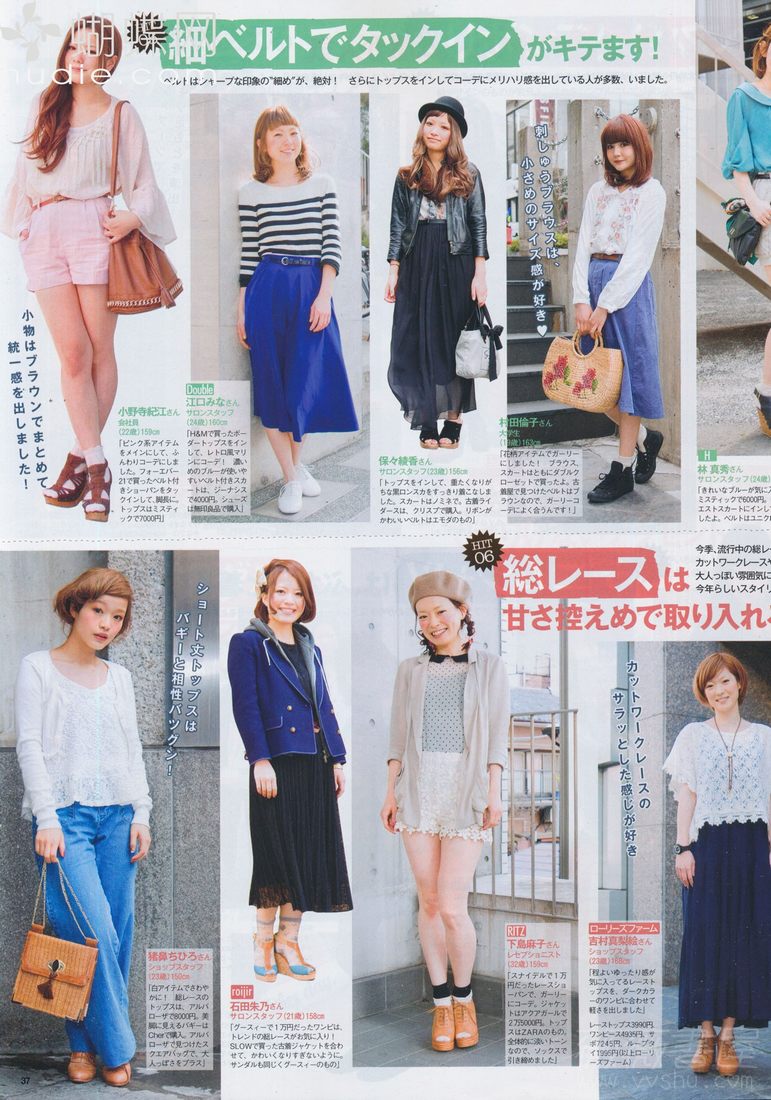 蝴蝶
nudie.com
細ベルトでタックインがキテます!
ベルトはシャープな印象の"細め"が、絶対! さらにトップスをインしてコーデにメリハリ感を出している人が多数、いました。
小物はブラウンでまとめて
統一感を出しました!
小野寺紀江さん
会社員
(22歳)159cm
「ピンク系アイテム
をメインにして、ふ
んわりコーデにしま
した。フォーエバー
21で買ったベルト付
きショーパンをタッ
クインして、脚長に。
トップスはミスティ
ックで7000円」
Double
江口みなさん
サロンスタッフ
(24歳)160cm
「H&Mで買ったボー
ダートップスをイン
して、レトロ風マリ
ンコーデに! 濃い
めのブルーが使いや
すいベルト付きスカ
ートは、ジーナシス
で4000円。シューズ
は無印良品で購入」
保々綾香さん
サロンスタッフ(23歳)156cm
「トップスをインして、重たくなりが
ちな黒ロンスカをすっきり着こなしま
した。スカートはノミネで、古着ライ
ダースは、クリスプで購入。リボンが
かわいいベルトはエモダのもの」
刺しゅうブラウスは、
小さめのサイズ感が好き♥
村田倫子さん
大学生
(19歳)163cm
「花柄アイテムでガーリ
ーにしました! ブラウス、
スカートはともにダブルク
ローゼットで買ったよ。古
着屋で見つけたベルトはブ
ラウンなので、ガーリーコ
ーデによく合うんです!」
H
林 真秀さん
サロンスタッフ(24歳)
「きれいなブルーが気に入
ミスティックで6000円。
エストスカートにインして
したよ。ベルトはユニク
HIT
06
総レースは
甘さ控えめで取り入れる
今季、流行中の総レー
カットワークレースや
大人っぽい雰囲気に
今年らしいスタイリ
ショート丈トップスは
バギーと相性バツグン!
猪鼻ちひろさん
ショップスタッフ
(23歳)150cm
「白アイテムでさわや
かに! 総レースの
トップスは、アルバ
ローザで8000円。美
脚に見えるバギーは
Cherで購入。アルバ
ローザで見つけたス
クエアバッグで、大
人っぽさをプラス」
rojir
石田朱乃さん
サロンスタッフ(21歳)158cm
「グースィーで1万円だったワンピは、
トレンドの総レースがお気に入り!
SLOWで買った古着ジャケットを合わ
せて、かわいくなりすぎないように。
サンダルも同じくグースィーのもの」
RITZ
下島麻子さん
レセプショニスト
(32歳)159cm
「スナイデルで1万
円だったレースショ
ーパンで、ガーリー
にコーデ。ジャケッ
トはアクアガールで
2万5000円。トップ
スはZARAのもの。
全体的に淡いトーン
なので、ソックスで
引き締めました」
カットワークレースの
サラッとした感じが好き
ローリーズファーム
吉村真梨絵さん
ショップスタッフ
(23歳)168cm
「程よいゆったり感が
気に入ってるレースト
ップスを、ダークカラ
ーのワンピに合わせ
て軽さを出しました」
レーストップス3990円、
ワンピース4935円、サ
ボ7245円、ループタ
イ1995円(以上ローリ
ーズファーム)
37
www.yyshu.com